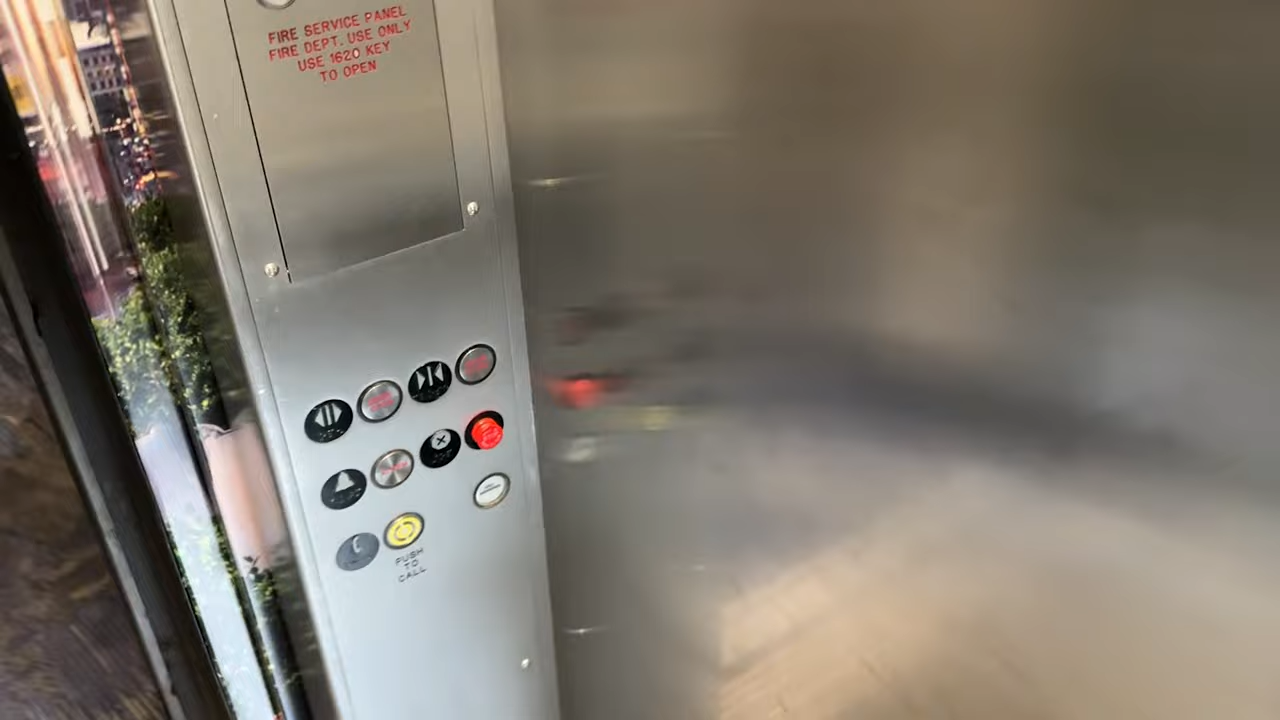 FIRE SERVICE PANEL
FIRE DEPT. USE ONLY
USE 1620 KEY
TO OPEN
PUSH
TO
CALL